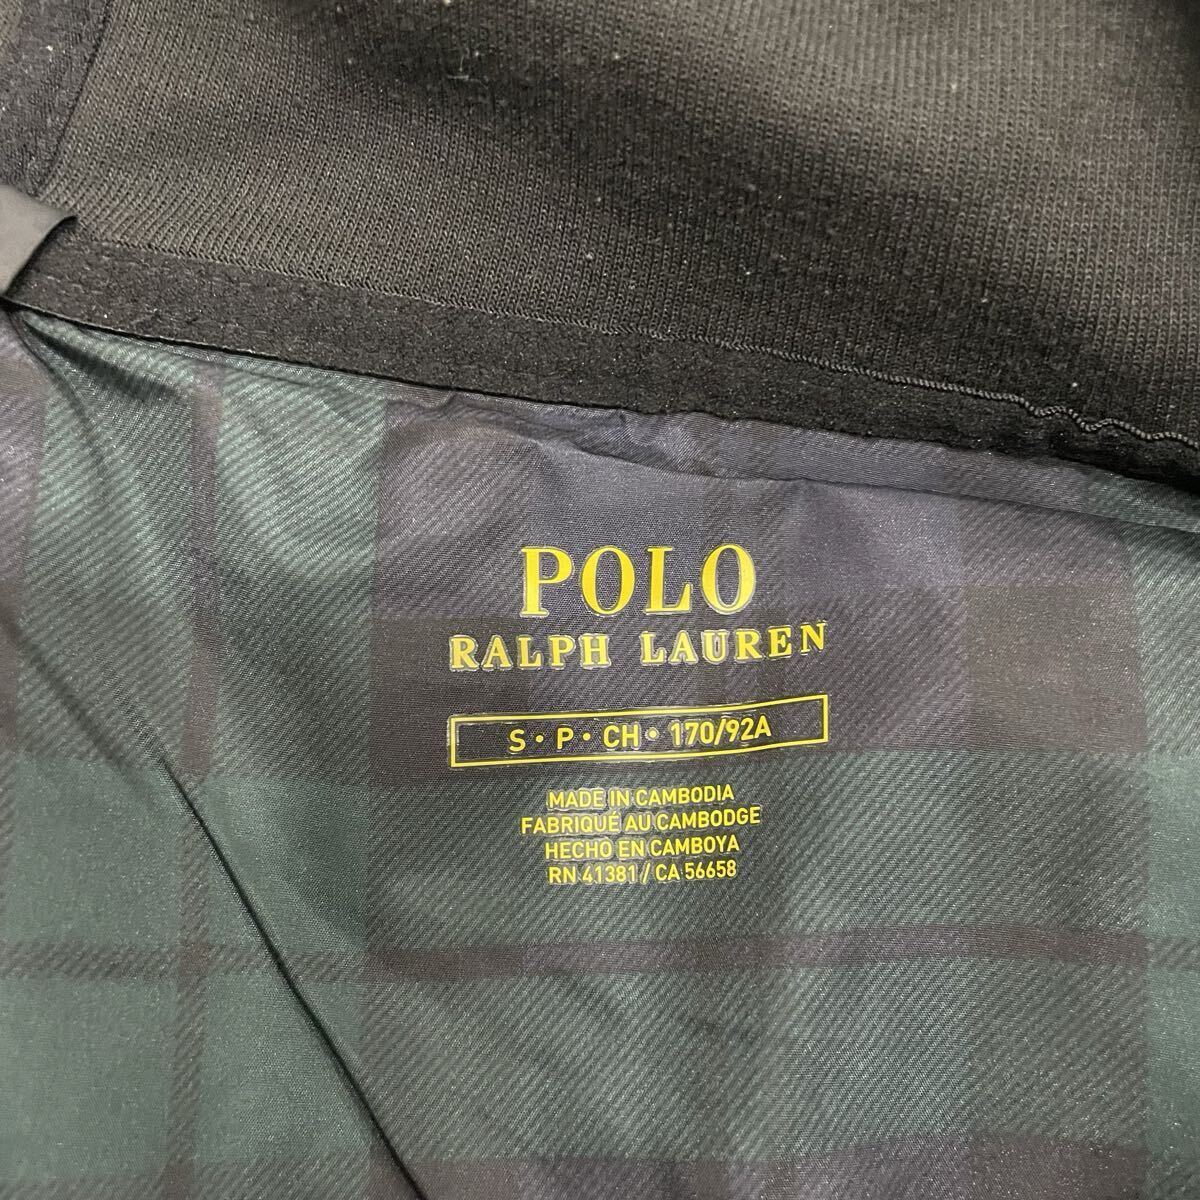 POLO
RALPH LAUREN
S • P • CH • 170/92A
MADE IN CAMBODIA
FABRIQUÉ AU CAMBODGE
HECHO EN CAMBOYA
RN 41381 / CA 56658